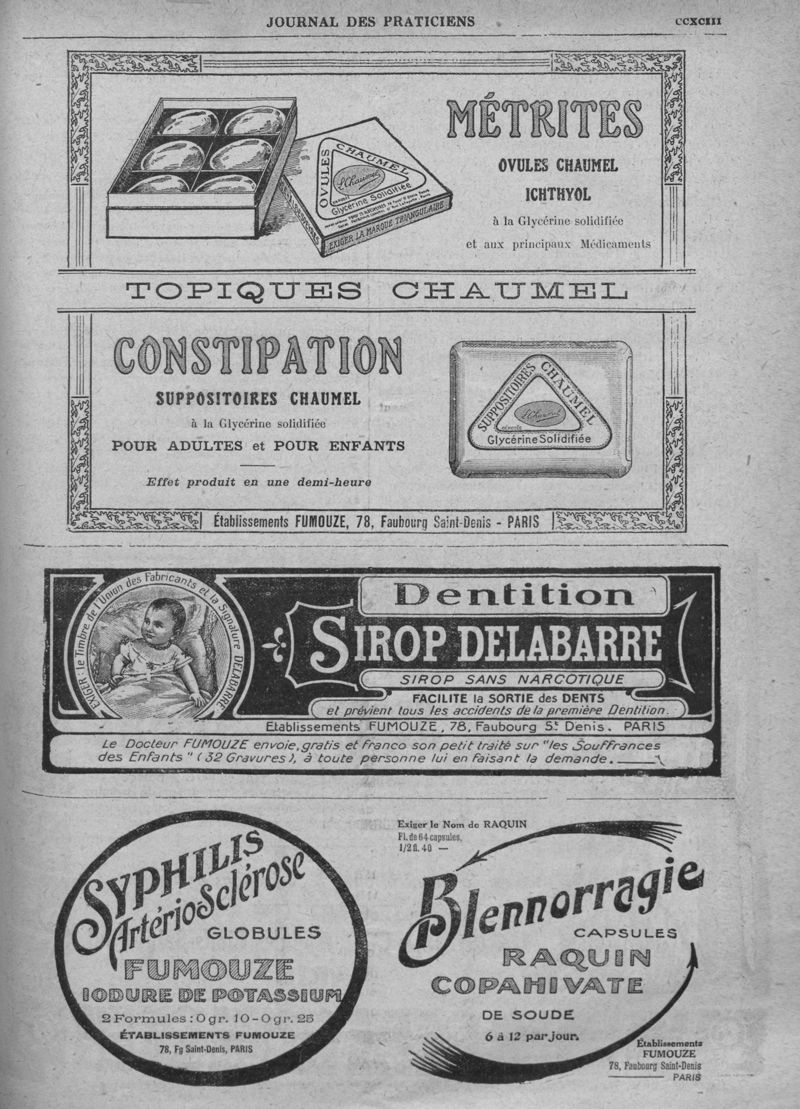 JOURNAL DES PRATICIENS
CCXCIII
MÉTRITES
OVULES CHAUMEL
ICHTHYOL
à la Glycérine solidifiée
et aux principaux Médicaments
OVULES CHAUMEL
Chaumel
Glycérine Solidifiée
EXIGER LA MARQUE TRIANGULAIRE
TOPIQUES CHAUMEL
CONSTIPATION
SUPPOSITOIRES CHAUMEL
à la Glycérine solidifiée
POUR ADULTES et POUR ENFANTS
Effet produit en une demi-heure
SUPPOSITOIRES CHAUMEL
Chaumel
Glycérine Solidifiée
Établissements FUMOUZE, 78, Faubourg Saint-Denis - PARIS
EXIGER: le Timbre de l'Union des Fabricants et la Signature DELABARRE
Dentition
SIROP DELABARRE
SIROP SANS NARCOTIQUE
FACILITE la SORTIE des DENTS
et prévient tous les accidents de la première Dentition.
Etablissements FUMOUZE, 78, Faubourg St Denis. PARIS
Le Docteur FUMOUZE envoie, gratis et franco son petit traité sur "les Souffrances
des Enfants" (32 Gravures), à toute personne lui en faisant la demande.
SYPHILIS
ArtérioSclérose
GLOBULES
FUMOUZE
IODURE DE POTASSIUM
2 Formules : 0 gr. 10 - 0 gr. 25
ÉTABLISSEMENTS FUMOUZE
78, Fg Saint-Denis, PARIS
Exiger le Nom de RAQUIN
Fl. de 64 capsules,
1/2 fl. 40 —
Blennorragie
CAPSULES
RAQUIN
COPAHIVATE
DE SOUDE
6 à 12 par Jour.
Établissements
FUMOUZE
78, Faubourg Saint-Denis
PARIS